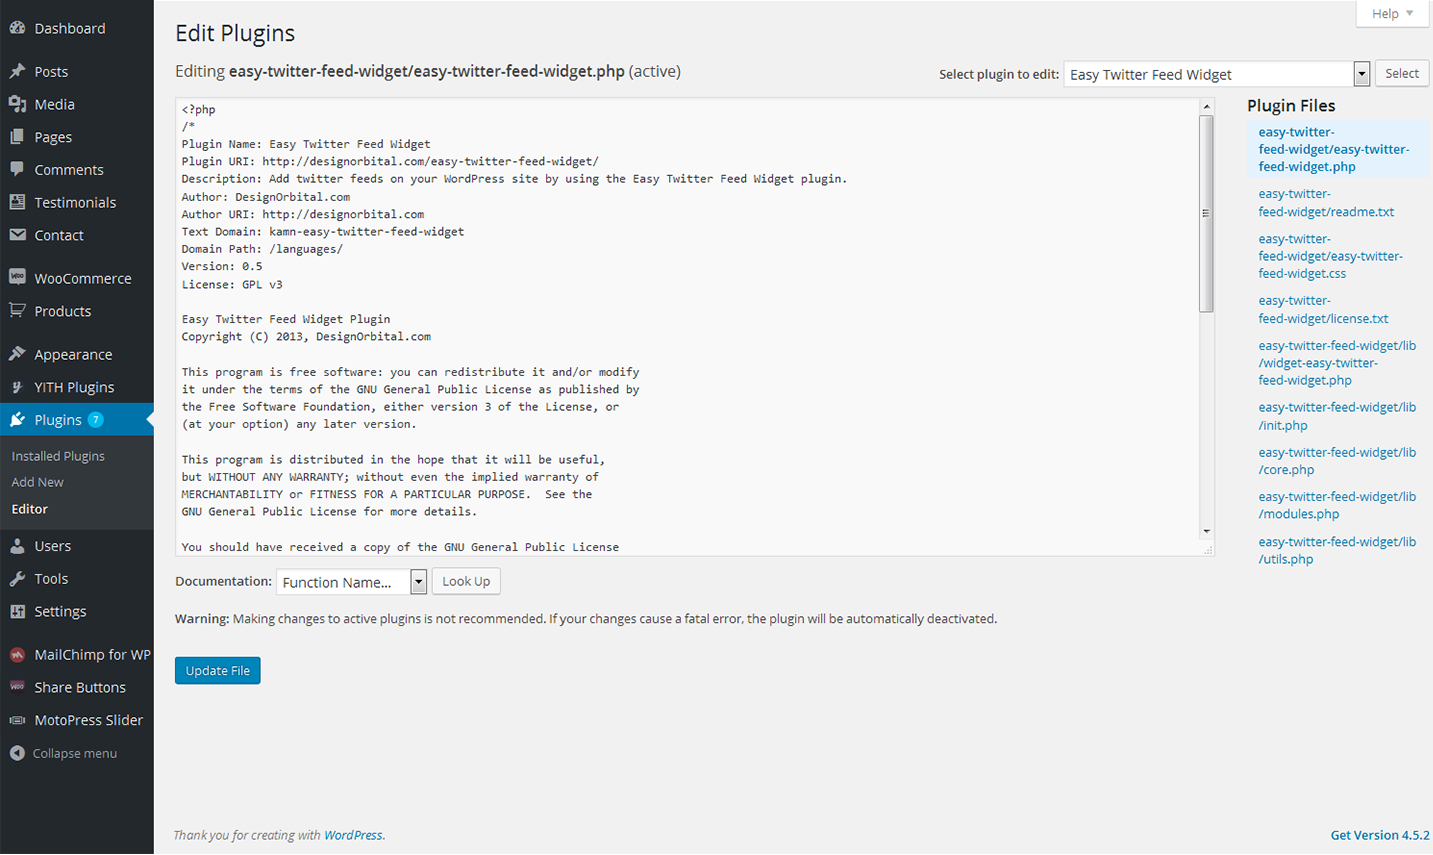 Dashboard
Posts
Media
Pages
Comments
Testimonials
Contact
WooCommerce
Products
Appearance
YITH Plugins
Plugins 7
Installed Plugins
Add New
Editor
Users
Tools
Settings
MailChimp for WP
Share Buttons
MotoPress Slider
Collapse menu
Help
Edit Plugins
Editing easy-twitter-feed-widget/easy-twitter-feed-widget.php (active)
Select plugin to edit: Easy Twitter Feed Widget Select
<?php
/*
Plugin Name: Easy Twitter Feed Widget
Plugin URI: http://designorbital.com/easy-twitter-feed-widget/
Description: Add twitter feeds on your WordPress site by using the Easy Twitter Feed Widget plugin.
Author: DesignOrbital.com
Author URI: http://designorbital.com
Text Domain: kamn-easy-twitter-feed-widget
Domain Path: /languages/
Version: 0.5
License: GPL v3
Easy Twitter Feed Widget Plugin
Copyright (C) 2013, DesignOrbital.com
This program is free software: you can redistribute it and/or modify
it under the terms of the GNU General Public License as published by
the Free Software Foundation, either version 3 of the License, or
(at your option) any later version.
This program is distributed in the hope that it will be useful,
but WITHOUT ANY WARRANTY; without even the implied warranty of
MERCHANTABILITY or FITNESS FOR A PARTICULAR PURPOSE.  See the
GNU General Public License for more details.
You should have received a copy of the GNU General Public License
Plugin Files
easy-twitter-
feed-widget/easy-twitter-
feed-widget.php
easy-twitter-
feed-widget/readme.txt
easy-twitter-
feed-widget/easy-twitter-
feed-widget.css
easy-twitter-
feed-widget/license.txt
easy-twitter-feed-widget/lib
/widget-easy-twitter-
feed-widget.php
easy-twitter-feed-widget/lib
/init.php
easy-twitter-feed-widget/lib
/core.php
easy-twitter-feed-widget/lib
/modules.php
easy-twitter-feed-widget/lib
/utils.php
Documentation: Function Name... Look Up
Warning: Making changes to active plugins is not recommended. If your changes cause a fatal error, the plugin will be automatically deactivated.
Update File
Thank you for creating with WordPress.
Get Version 4.5.2